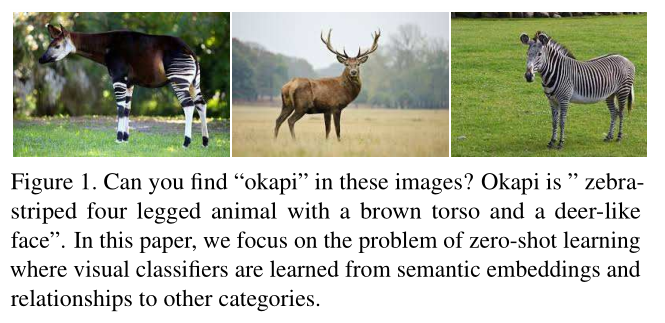 Figure 1. Can you find “okapi” in these images? Okapi is ” zebra-
striped four legged animal with a brown torso and a deer-like
face”. In this paper, we focus on the problem of zero-shot learning
where visual classifiers are learned from semantic embeddings and
relationships to other categories.